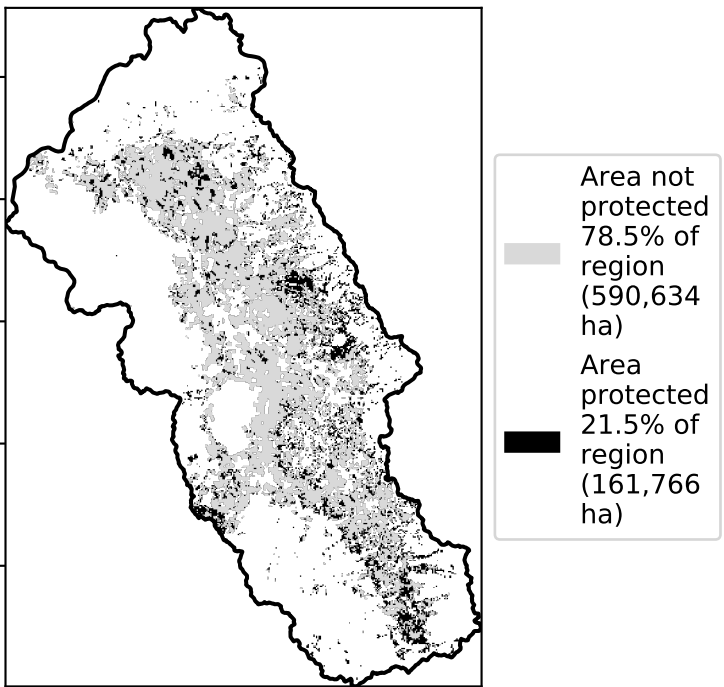 Area not
protected
78.5% of
region
(590,634
ha)
Area
protected
21.5% of
region
(161,766
ha)